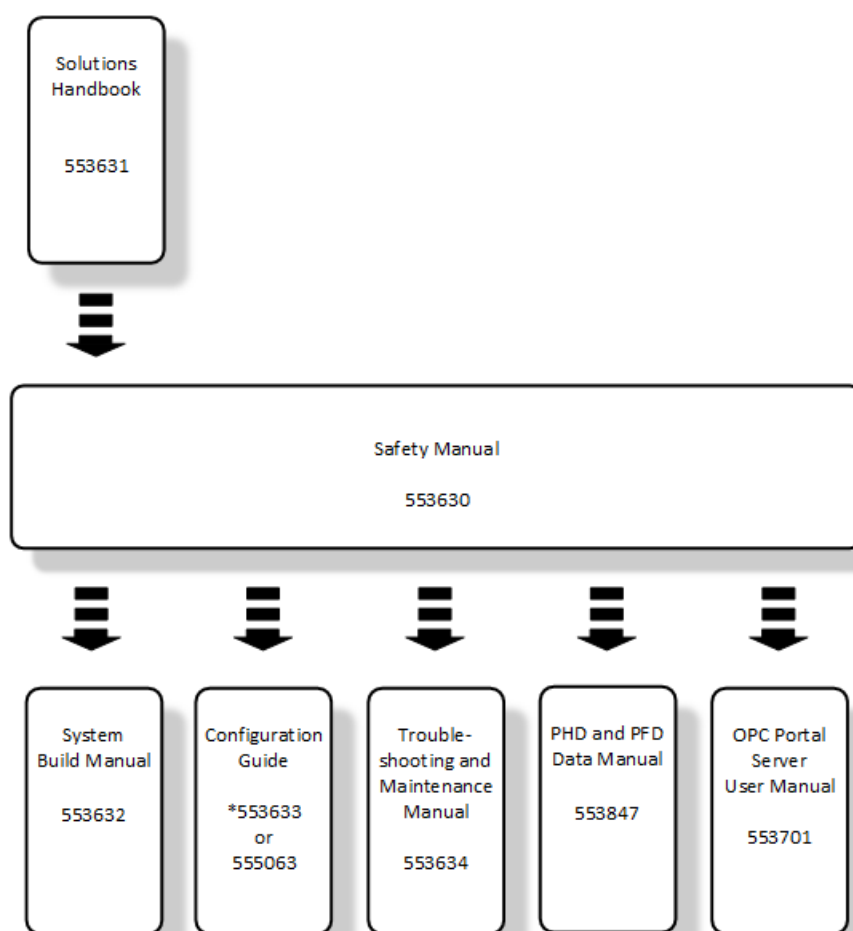 Solutions
Handbook
553631
Safety Manual
553630
System
Build Manual
553632
Configuration
Guide
*553633
or
555063
Trouble-
shooting and
Maintenance
Manual
553634
PHD and PFD
Data Manual
553847
OPC Portal
Server
User Manual
553701